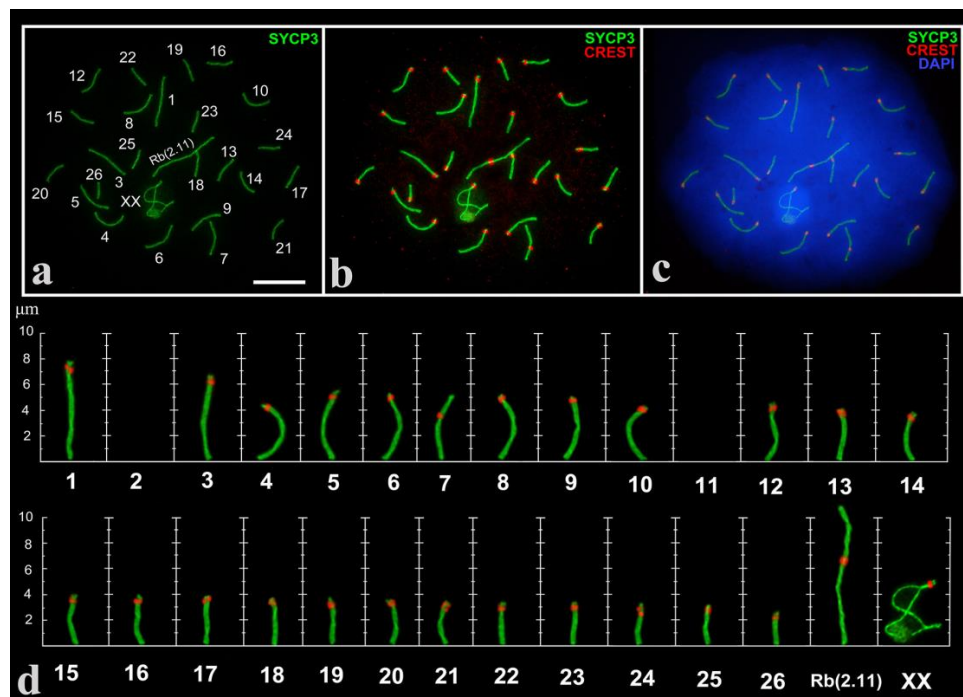 SYCP3
19 16
22
12
10
1
15
8 23
25 24
Rb(2.11) 13
26
20 3 18 14 17
5 XX
9
4
6 7 21
a
SYCP3
CREST
b
SYCP3
CREST
DAPI
c
μm
10
8
6
4
2
1 2 3 4 5 6 7 8 9 10 11 12 13 14
10
8
6
4
2
15 16 17 18 19 20 21 22 23 24 25 26 Rb(2.11) XX
d